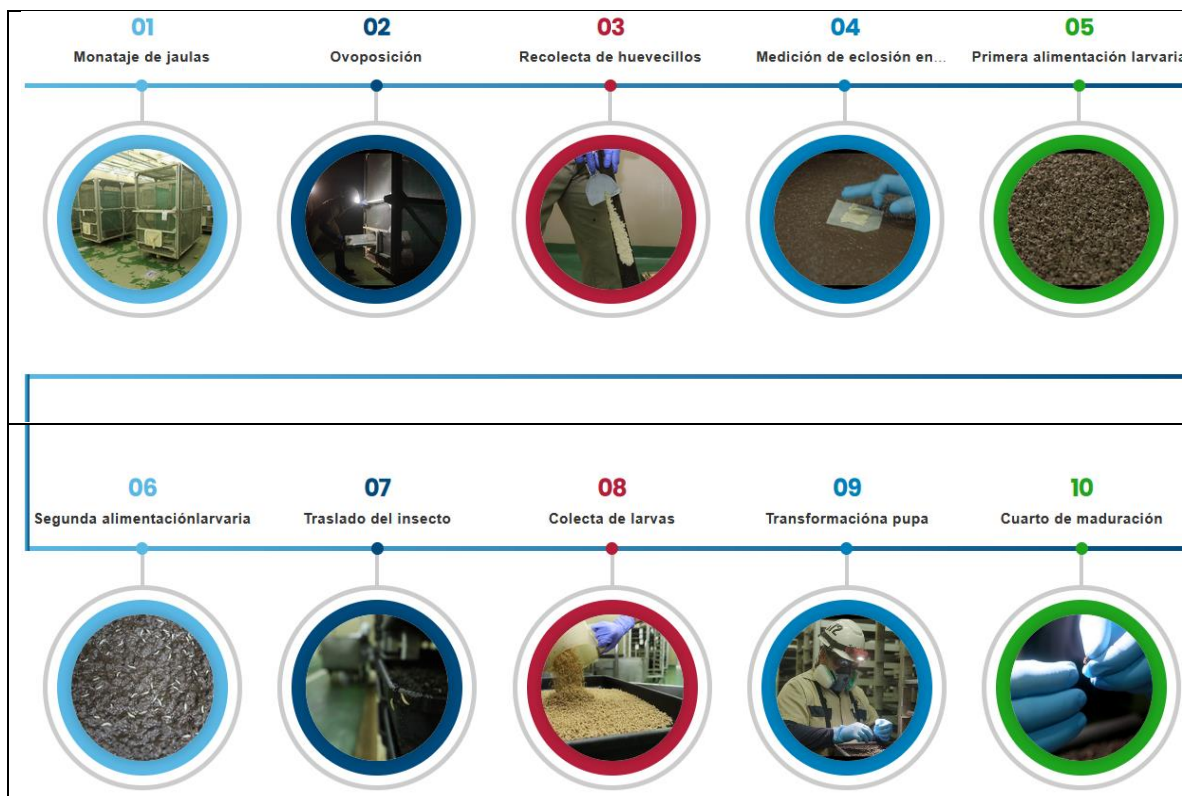 01
Monataje de jaulas
02
Ovoposición
03
Recolecta de huevecillos
04
Medición de eclosión en...
05
Primera alimentación larvaria
06
Segunda alimentaciónlarvaria
07
Traslado del insecto
08
Colecta de larvas
09
Transformacióna pupa
10
Cuarto de maduración